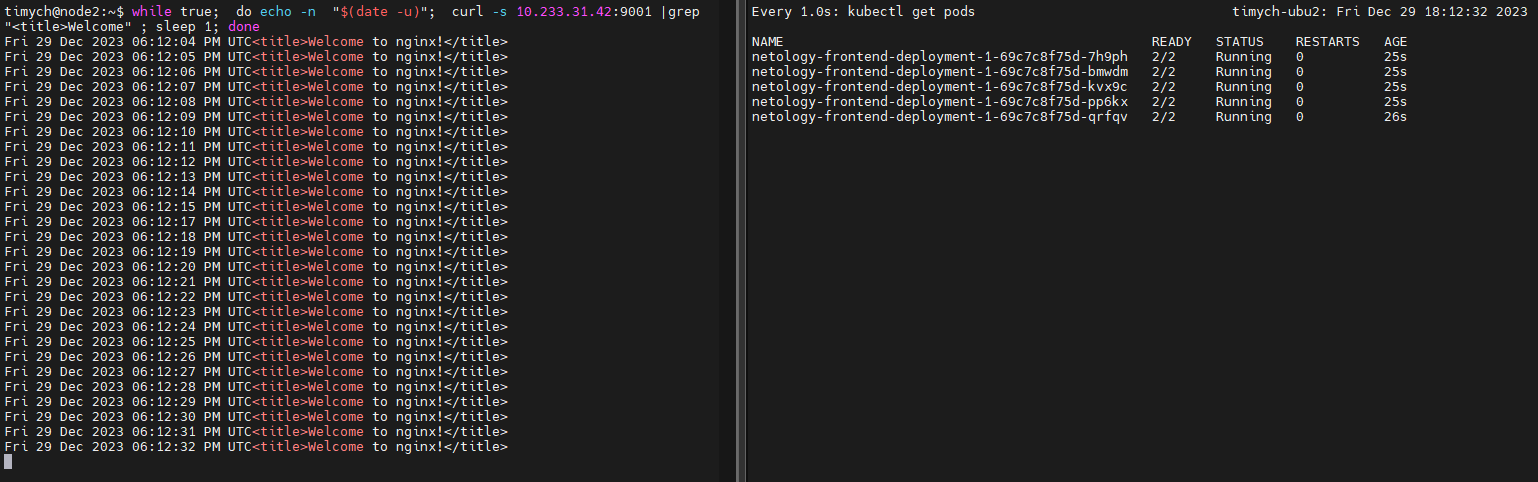 timych@node2:~$ while true;  do echo -n  "$(date -u)";  curl -s 10.233.31.42:9001 |grep
"<title>Welcome" ; sleep 1; done
Fri 29 Dec 2023 06:12:04 PM UTC<title>Welcome to nginx!</title>
Fri 29 Dec 2023 06:12:05 PM UTC<title>Welcome to nginx!</title>
Fri 29 Dec 2023 06:12:06 PM UTC<title>Welcome to nginx!</title>
Fri 29 Dec 2023 06:12:07 PM UTC<title>Welcome to nginx!</title>
Fri 29 Dec 2023 06:12:08 PM UTC<title>Welcome to nginx!</title>
Fri 29 Dec 2023 06:12:09 PM UTC<title>Welcome to nginx!</title>
Fri 29 Dec 2023 06:12:10 PM UTC<title>Welcome to nginx!</title>
Fri 29 Dec 2023 06:12:11 PM UTC<title>Welcome to nginx!</title>
Fri 29 Dec 2023 06:12:12 PM UTC<title>Welcome to nginx!</title>
Fri 29 Dec 2023 06:12:13 PM UTC<title>Welcome to nginx!</title>
Fri 29 Dec 2023 06:12:14 PM UTC<title>Welcome to nginx!</title>
Fri 29 Dec 2023 06:12:15 PM UTC<title>Welcome to nginx!</title>
Fri 29 Dec 2023 06:12:17 PM UTC<title>Welcome to nginx!</title>
Fri 29 Dec 2023 06:12:18 PM UTC<title>Welcome to nginx!</title>
Fri 29 Dec 2023 06:12:19 PM UTC<title>Welcome to nginx!</title>
Fri 29 Dec 2023 06:12:20 PM UTC<title>Welcome to nginx!</title>
Fri 29 Dec 2023 06:12:21 PM UTC<title>Welcome to nginx!</title>
Fri 29 Dec 2023 06:12:22 PM UTC<title>Welcome to nginx!</title>
Fri 29 Dec 2023 06:12:23 PM UTC<title>Welcome to nginx!</title>
Fri 29 Dec 2023 06:12:24 PM UTC<title>Welcome to nginx!</title>
Fri 29 Dec 2023 06:12:25 PM UTC<title>Welcome to nginx!</title>
Fri 29 Dec 2023 06:12:26 PM UTC<title>Welcome to nginx!</title>
Fri 29 Dec 2023 06:12:27 PM UTC<title>Welcome to nginx!</title>
Fri 29 Dec 2023 06:12:28 PM UTC<title>Welcome to nginx!</title>
Fri 29 Dec 2023 06:12:29 PM UTC<title>Welcome to nginx!</title>
Fri 29 Dec 2023 06:12:30 PM UTC<title>Welcome to nginx!</title>
Fri 29 Dec 2023 06:12:31 PM UTC<title>Welcome to nginx!</title>
Fri 29 Dec 2023 06:12:32 PM UTC<title>Welcome to nginx!</title>
Every 1.0s: kubectl get pods timych-ubu2: Fri Dec 29 18:12:32 2023
NAME READY STATUS RESTARTS AGE
netology-frontend-deployment-1-69c7c8f75d-7h9ph 2/2 Running 0 25s
netology-frontend-deployment-1-69c7c8f75d-bmwdm 2/2 Running 0 25s
netology-frontend-deployment-1-69c7c8f75d-kvx9c 2/2 Running 0 25s
netology-frontend-deployment-1-69c7c8f75d-pp6kx 2/2 Running 0 25s
netology-frontend-deployment-1-69c7c8f75d-qrfqv 2/2 Running 0 26s